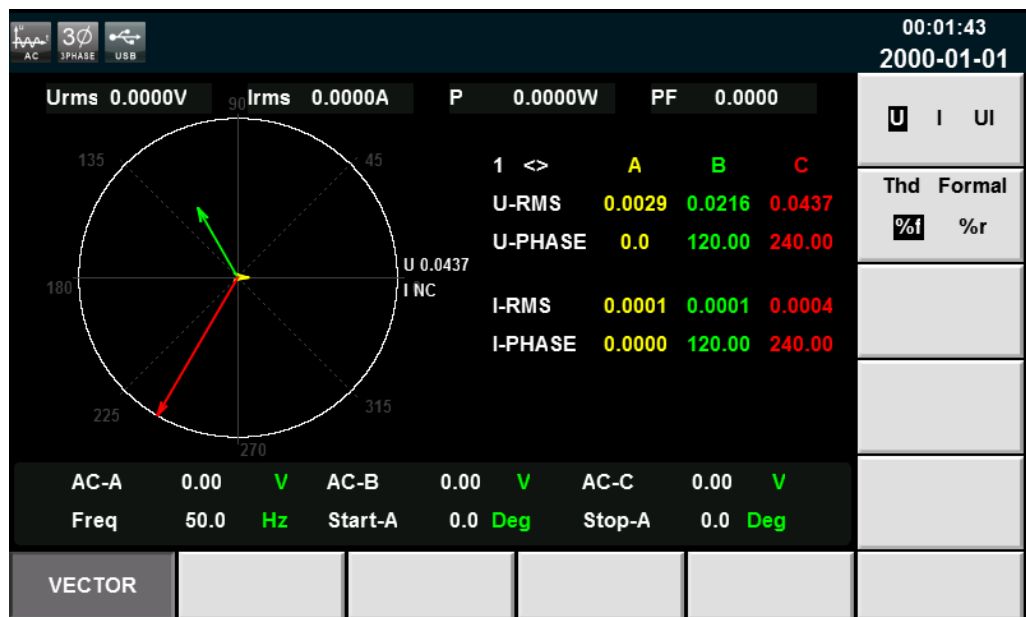 00:01:43
AC 3Ø 3PHASE USB
2000-01-01
Urms 0.0000V Irms 0.0000A P 0.0000W PF 0.0000
90
U I UI
135 45
1 <> A B C
Thd Formal
U-RMS 0.0029 0.0216 0.0437
%f %r
U-PHASE 0.0 120.00 240.00
U 0.0437
180
I NC
I-RMS 0.0001 0.0001 0.0004
I-PHASE 0.0000 120.00 240.00
225 315
270
AC-A 0.00 V AC-B 0.00 V AC-C 0.00 V
Freq 50.0 Hz Start-A 0.0 Deg Stop-A 0.0 Deg
VECTOR